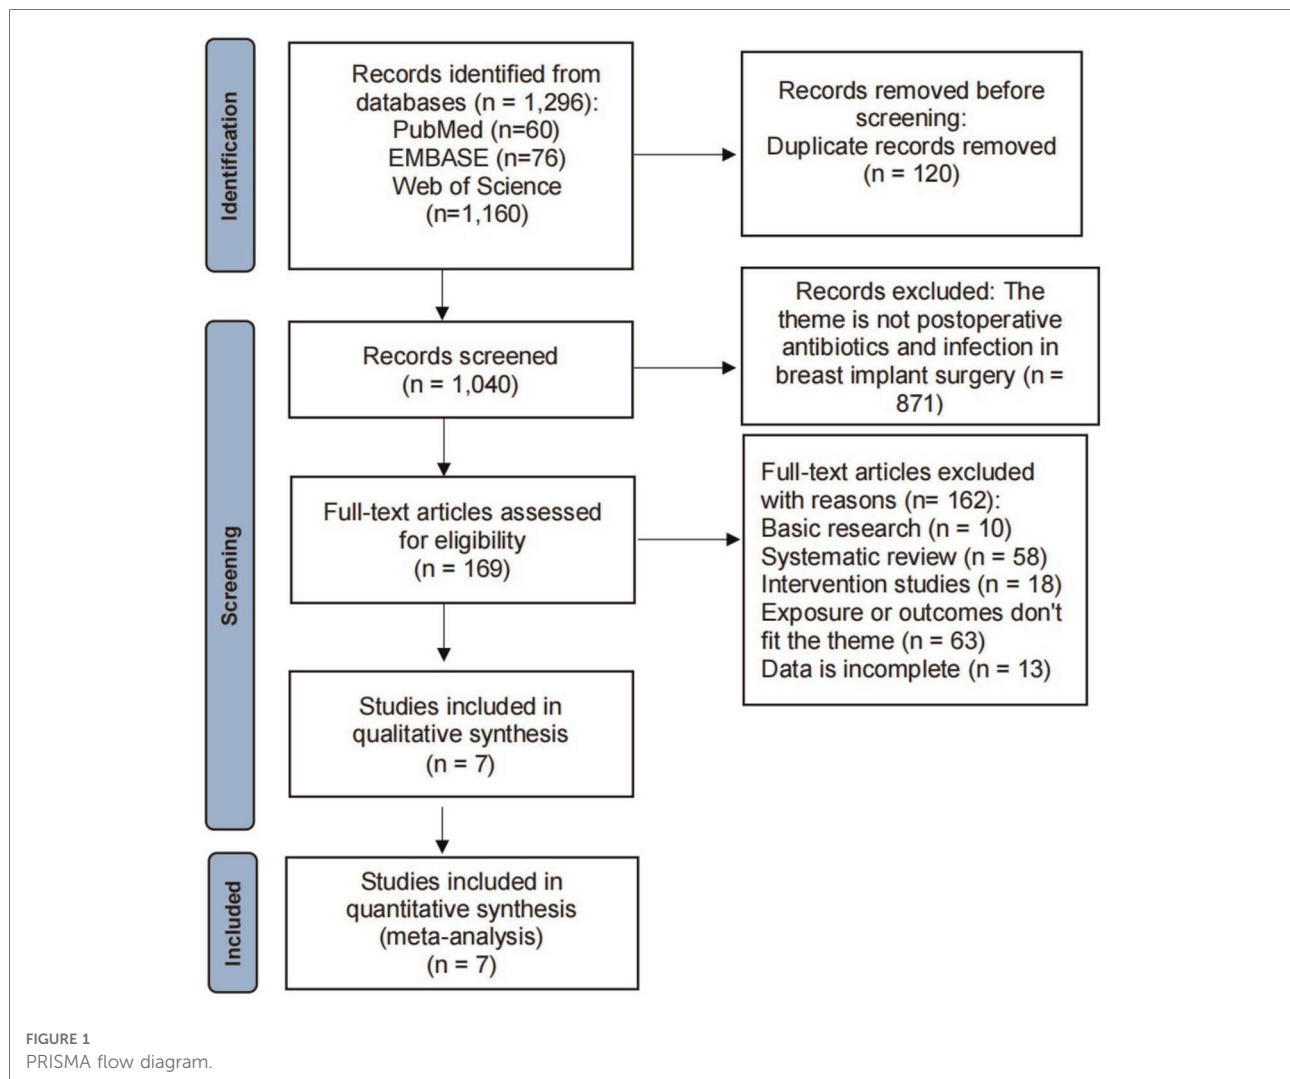 Identification
Records identified from
databases (n = 1,296):
PubMed (n=60)
EMBASE (n=76)
Web of Science
(n=1,160)
Records removed before
screening:
Duplicate records removed
(n = 120)
Screening
Records screened
(n = 1,040)
Records excluded: The
theme is not postoperative
antibiotics and infection in
breast implant surgery (n =
871)
Full-text articles assessed
for eligibility
(n = 169)
Full-text articles excluded
with reasons (n= 162):
Basic research (n = 10)
Systematic review (n = 58)
Intervention studies (n = 18)
Exposure or outcomes don't
fit the theme (n = 63)
Data is incomplete (n = 13)
Studies included in
qualitative synthesis
(n = 7)
Included
Studies included in
quantitative synthesis
(meta-analysis)
(n = 7)
FIGURE 1
PRISMA flow diagram.